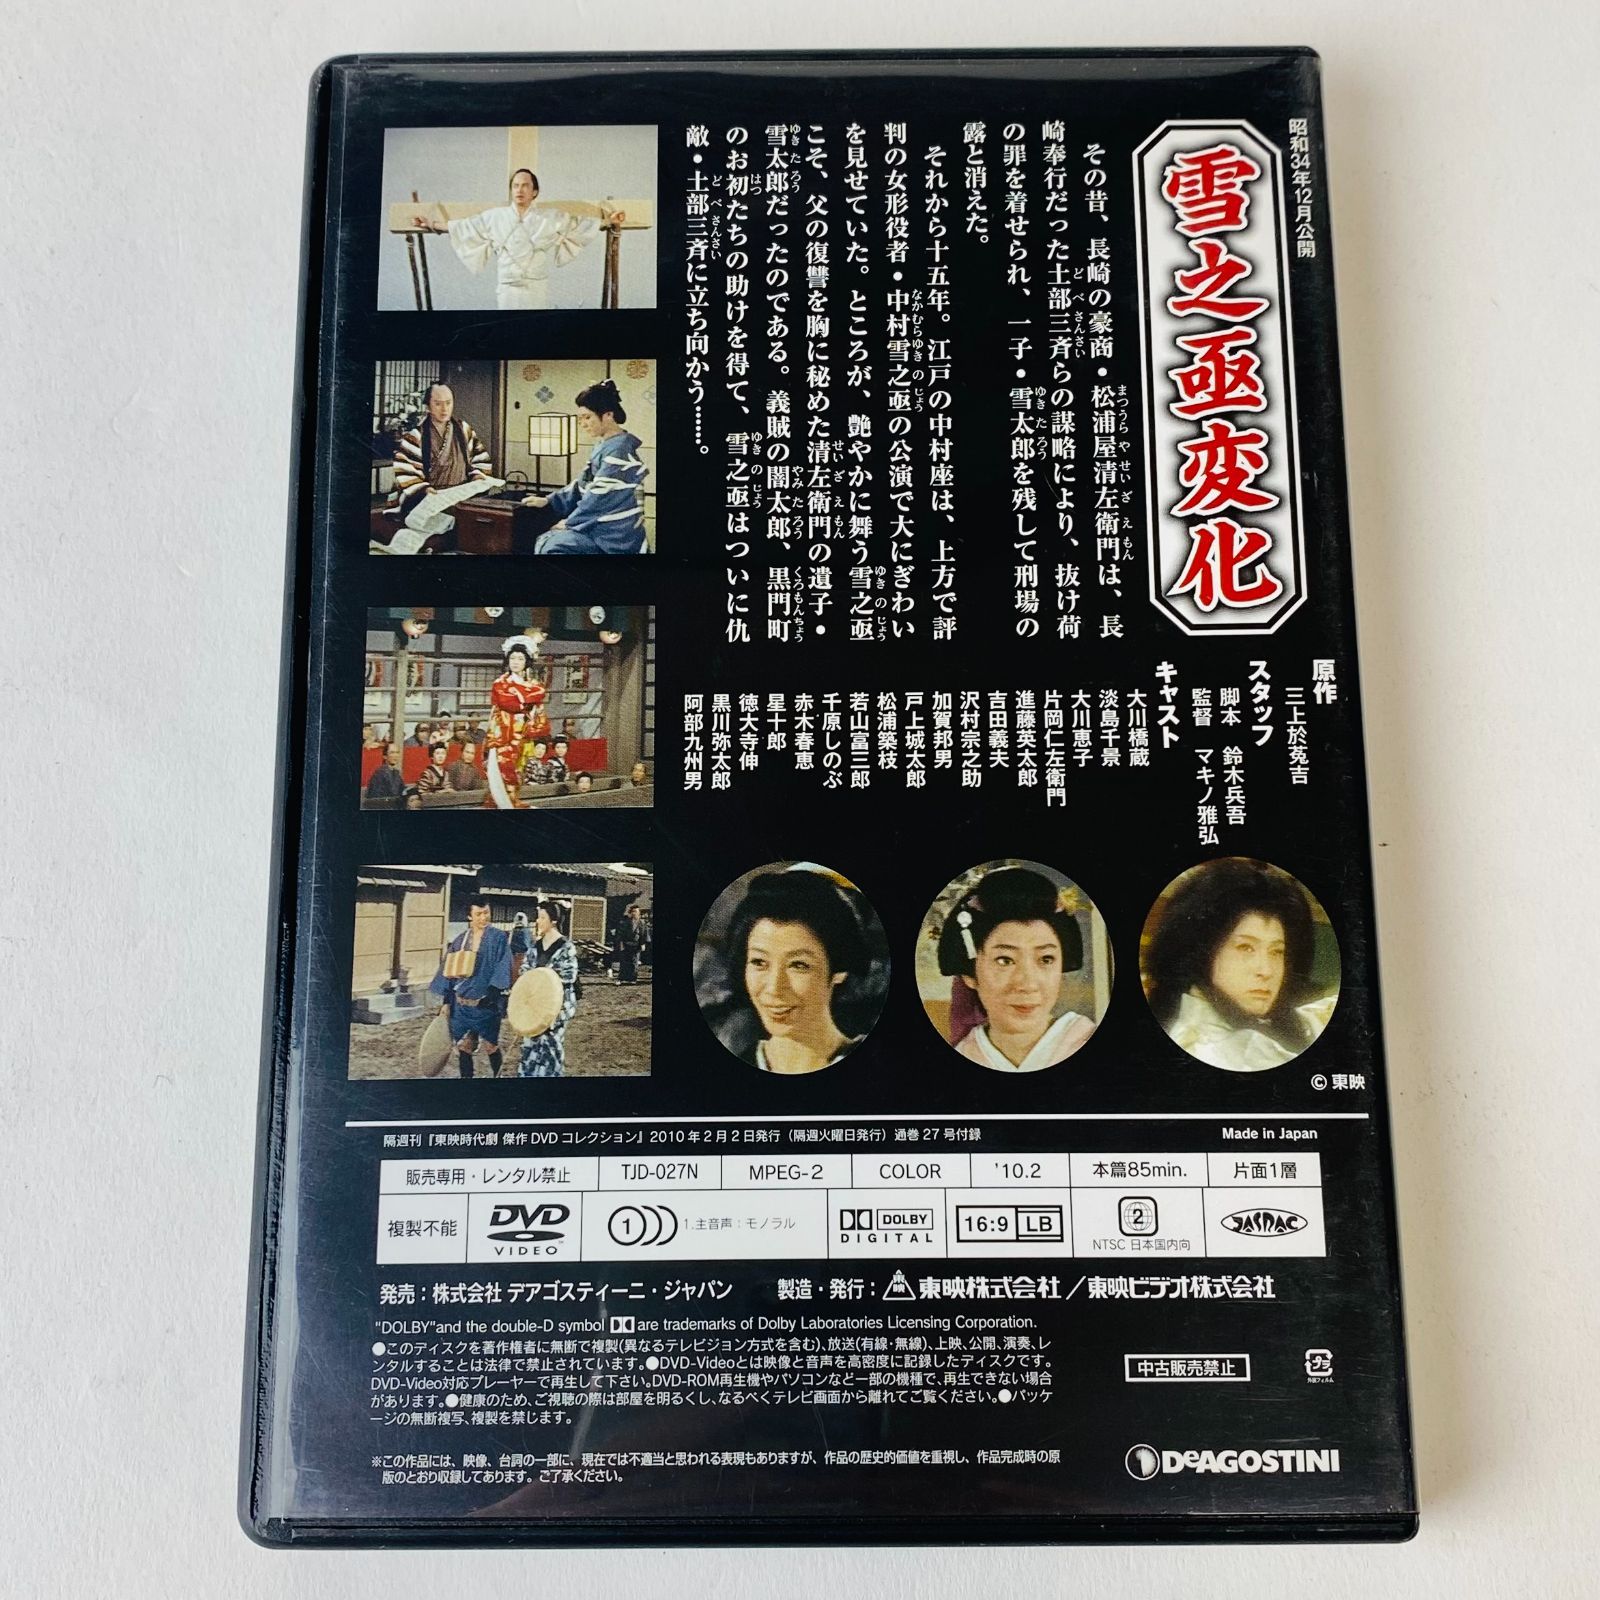 昭和34年12月公開
雪之丞変化
その昔、長崎の豪商・松浦屋清左衛門は、長
崎奉行だった土部三斉らの謀略により、抜け荷
の罪を着せられ、一子・雪太郎を残して刑場の
露と消えた。
それから十五年。江戸の中村座は、上方で評
判の女形役者・中村雪之丞の公演で大にぎわい
を見せていた。ところが、艶やかに舞う雪之丞
こそ、父の復讐を胸に秘めた清左衛門の遺子・
雪太郎だったのである。義賊の闇太郎、黒門町
のお初たちの助けを得て、雪之丞はついに仇
敵・土部三斉に立ち向かう……。
原作
三上於菟吉
スタッフ
脚本 鈴木兵吾
監督 マキノ雅弘
キャスト
大川橋蔵
淡島千景
大川恵子
片岡仁左衛門
進藤英太郎
吉田義夫
沢村宗之助
加賀邦男
戸上城太郎
松浦築枝
若山富三郎
千原しのぶ
赤木春恵
星十郎
徳大寺伸
黒川弥太郎
阿部九州男
© 東映
隔週刊『東映時代劇 傑作DVDコレクション』2010年2月2日発行（隔週火曜日発行）通巻27号付録
Made in Japan
販売専用・レンタル禁止 TJD-027N MPEG-2 COLOR '10.2 本篇85min. 片面1層
複製不能 DVD VIDEO 1 1.主音声：モノラル DOLBY DIGITAL 16:9 LB 2 NTSC 日本国内向 JASRAC
発売：株式会社 デアゴスティーニ・ジャパン 製造・発行：東映 東映株式会社／東映ビデオ株式会社
"DOLBY"and the double-D symbol are trademarks of Dolby Laboratories Licensing Corporation.
●このディスクを著作権者に無断で複製(異なるテレビジョン方式を含む)、放送(有線・無線)、上映、公開、演奏、レ
ンタルすることは法律で禁止されています。●DVD-Videoとは映像と音声を高密度に記録したディスクです。
DVD-Video対応プレーヤーで再生して下さい。DVD-ROM再生機やパソコンなど一部の機種で、再生できない場合
があります。●健康のため、ご視聴の際は部屋を明るくし、なるべくテレビ画面から離れてご覧ください。●パッケ
ージの無断複写、複製を禁じます。
中古販売禁止
プラ
外装フィルム
※この作品には、映像、台詞の一部に、現在では不適当と思われる表現もありますが、作品の歴史的価値を重視し、作品完成時の原
版のとおり収録してあります。ご了承ください。
DeAGOSTINI